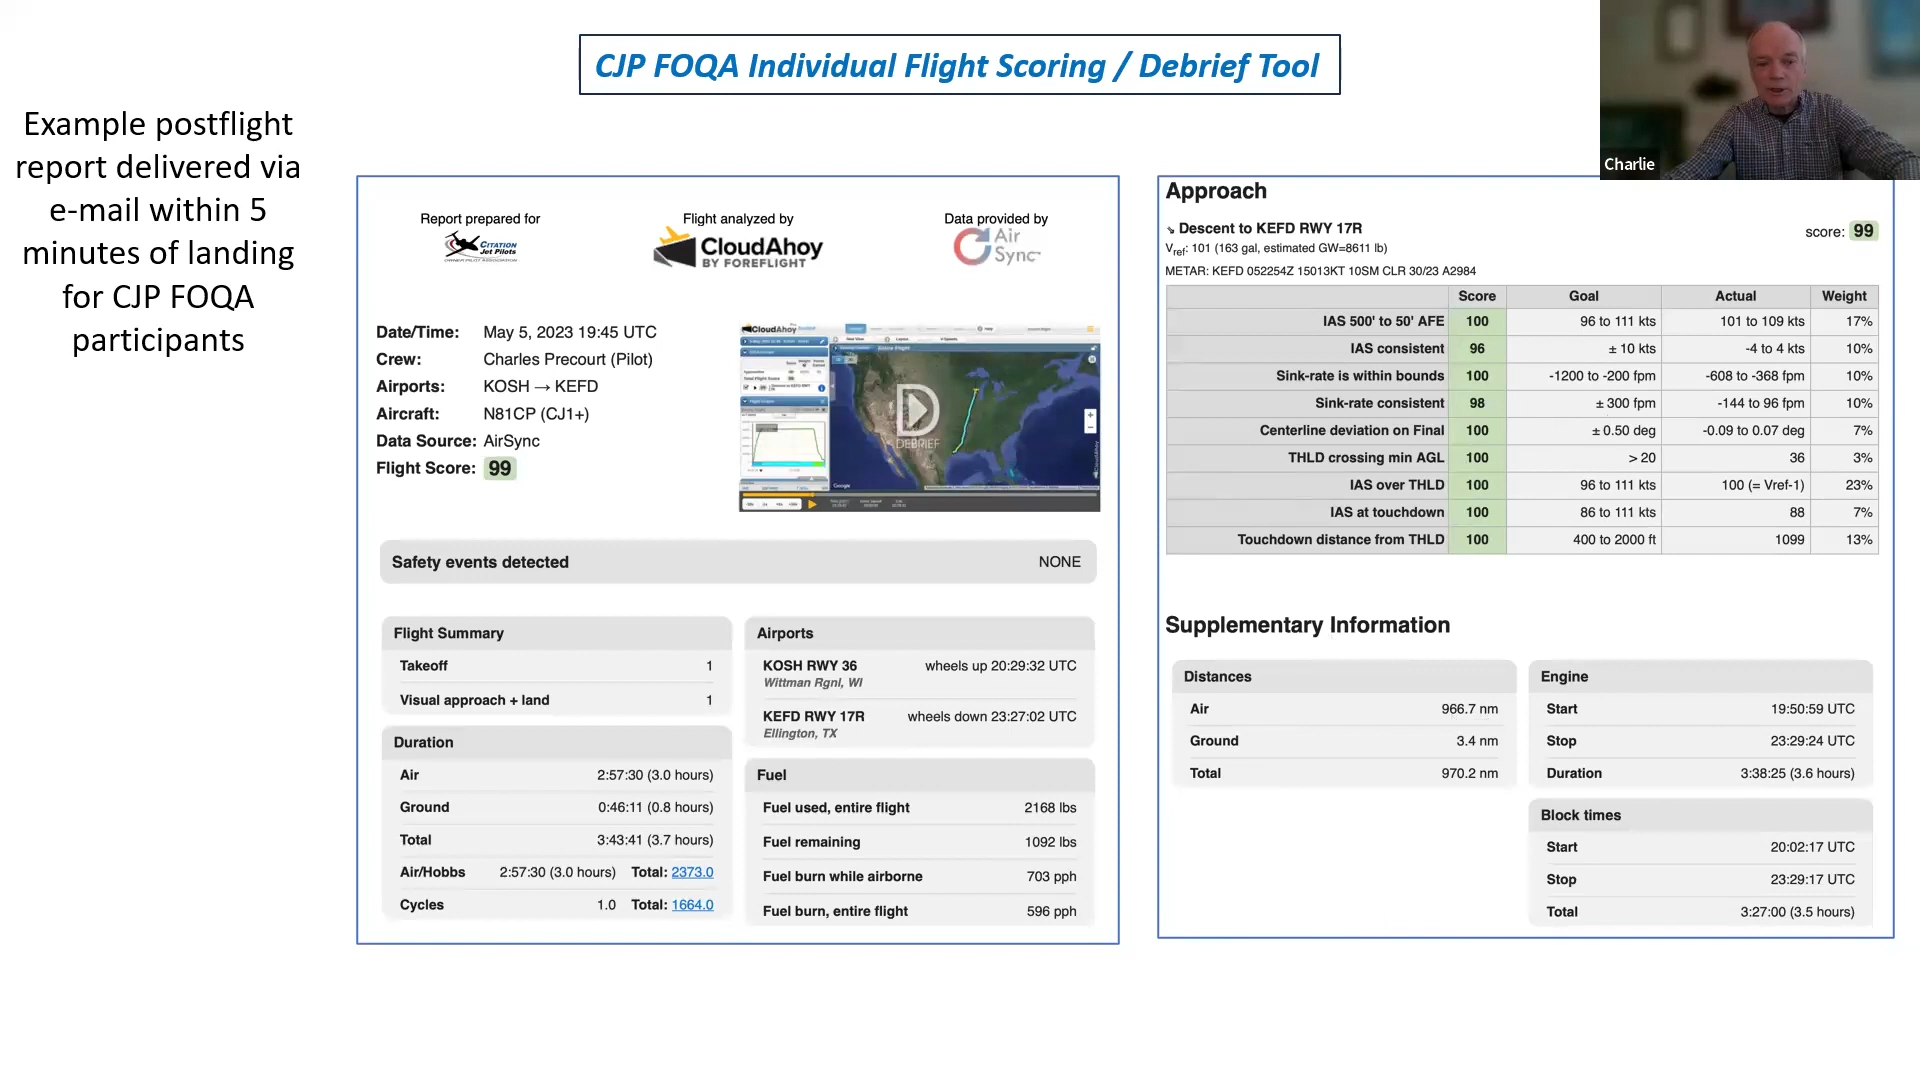 CJP FOQA Individual Flight Scoring / Debrief Tool
Charlie
Example postflight
report delivered via
e-mail within 5
minutes of landing
for CJP FOQA
participants
Report prepared for
CITATION
Jet Pilots
Flight analyzed by
CloudAhoy
BY FOREFLIGHT
Data provided by
Air
Sync
Date/Time: May 5, 2023 19:45 UTC
Crew: Charles Precourt (Pilot)
Airports: KOSH → KEFD
Aircraft: N81CP (CJ1+)
Data Source: AirSync
Flight Score: 99
CloudAhoy
DEBRIEF
Google
Safety events detected NONE
Flight Summary
Takeoff 1
Visual approach + land 1
Duration
Air 2:57:30 (3.0 hours)
Ground 0:46:11 (0.8 hours)
Total 3:43:41 (3.7 hours)
Air/Hobbs 2:57:30 (3.0 hours) Total: 2373.0
Cycles 1.0 Total: 1664.0
Airports
KOSH RWY 36 wheels up 20:29:32 UTC
Wittman Rgnl, WI
KEFD RWY 17R wheels down 23:27:02 UTC
Ellington, TX
Fuel
Fuel used, entire flight 2168 lbs
Fuel remaining 1092 lbs
Fuel burn while airborne 703 pph
Fuel burn, entire flight 596 pph
Approach
Descent to KEFD RWY 17R score: 99
Vref: 101 (163 gal, estimated GW=8611 lb)
METAR: KEFD 052254Z 15013KT 10SM CLR 30/23 A2984
Score Goal Actual Weight
IAS 500' to 50' AFE 100 96 to 111 kts 101 to 109 kts 17%
IAS consistent 96 ± 10 kts -4 to 4 kts 10%
Sink-rate is within bounds 100 -1200 to -200 fpm -608 to -368 fpm 10%
Sink-rate consistent 98 ± 300 fpm -144 to 96 fpm 10%
Centerline deviation on Final 100 ± 0.50 deg -0.09 to 0.07 deg 7%
THLD crossing min AGL 100 > 20 36 3%
IAS over THLD 100 96 to 111 kts 100 (= Vref-1) 23%
IAS at touchdown 100 86 to 111 kts 88 7%
Touchdown distance from THLD 100 400 to 2000 ft 1099 13%
Supplementary Information
Distances
Air 966.7 nm
Ground 3.4 nm
Total 970.2 nm
Engine
Start 19:50:59 UTC
Stop 23:29:24 UTC
Duration 3:38:25 (3.6 hours)
Block times
Start 20:02:17 UTC
Stop 23:29:17 UTC
Total 3:27:00 (3.5 hours)